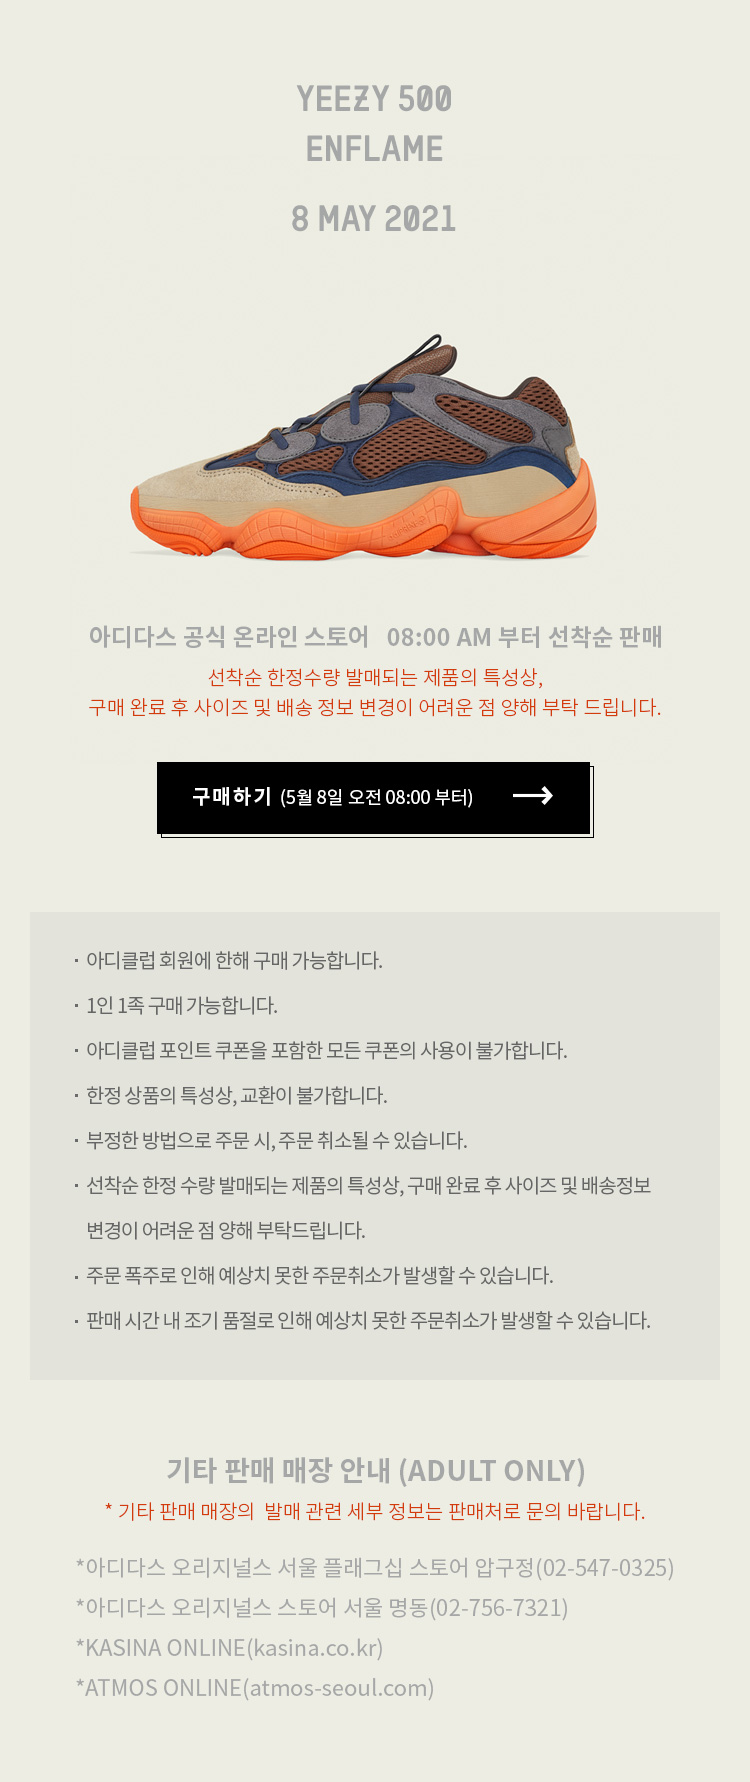 YEEZY 500
ENFLAME
8 MAY 2021
아디다스 공식 온라인 스토어 08:00 AM 부터 선착순 판매
선착순 한정수량 발매되는 제품의 특성상,
구매 완료 후 사이즈 및 배송 정보 변경이 어려운 점 양해 부탁 드립니다.
구매하기 (5월 8일 오전 08:00 부터) →
· 아디클럽 회원에 한해 구매 가능합니다.
· 1인 1족 구매 가능합니다.
· 아디클럽 포인트 쿠폰을 포함한 모든 쿠폰의 사용이 불가합니다.
· 한정 상품의 특성상, 교환이 불가합니다.
· 부정한 방법으로 주문 시, 주문 취소될 수 있습니다.
· 선착순 한정 수량 발매되는 제품의 특성상, 구매 완료 후 사이즈 및 배송정보
변경이 어려운 점 양해 부탁드립니다.
· 주문 폭주로 인해 예상치 못한 주문취소가 발생할 수 있습니다.
· 판매 시간 내 조기 품절로 인해 예상치 못한 주문취소가 발생할 수 있습니다.
기타 판매 매장 안내 (ADULT ONLY)
* 기타 판매 매장의 발매 관련 세부 정보는 판매처로 문의 바랍니다.
*아디다스 오리지널스 서울 플래그십 스토어 압구정(02-547-0325)
*아디다스 오리지널스 스토어 서울 명동(02-756-7321)
*KASINA ONLINE(kasina.co.kr)
*ATMOS ONLINE(atmos-seoul.com)